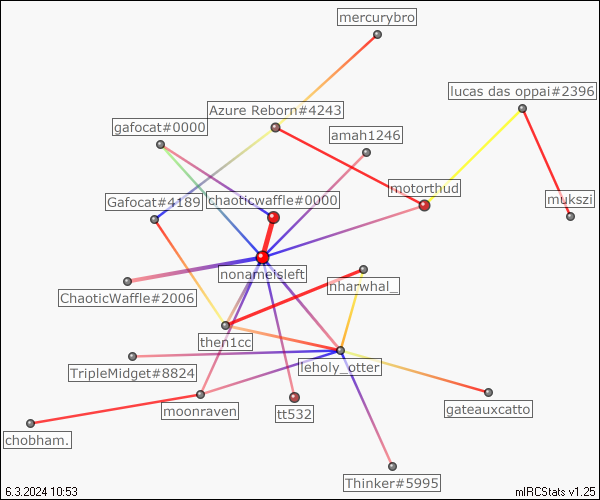 mercurybro
lucas das oppai#2396
Azure Reborn#4243
gafocat#0000
amah1246
motorthud
mukszi
Gafocat#4189
chaoticwaffle#0000
nonameisleft
nharwhal_
ChaoticWaffle#2006
then1cc
leholy_otter
TripleMidget#8824
moonraven
tt532
gateauxcatto
chobham.
Thinker#5995
6.3.2024 10:53
mIRCStats v1.25